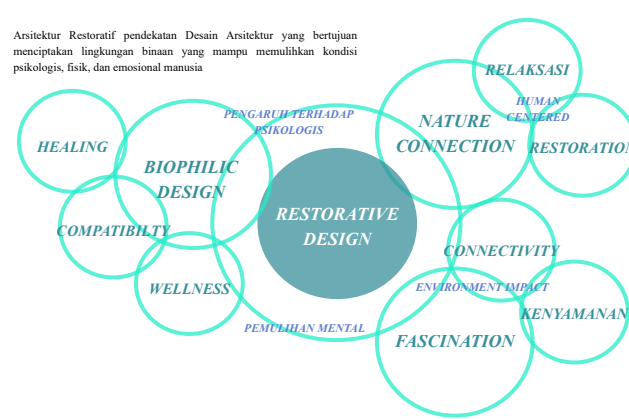 Arsitektur Restoratif pendekatan Desain Arsitektur yang bertujuan
menciptakan lingkungan binaan yang mampu memulihkan kondisi
psikologis, fisik, dan emosional manusia
RELAKSASI
HUMAN
CENTERED
PENGARUH TERHADAP
PSIKOLOGIS
NATURE
CONNECTION
RESTORATION
HEALING
BIOPHILIC
DESIGN
RESTORATIVE
DESIGN
COMPATIBILTY
CONNECTIVITY
WELLNESS
ENVIRONMENT IMPACT
KENYAMANAN
PEMULIHAN MENTAL
FASCINATION